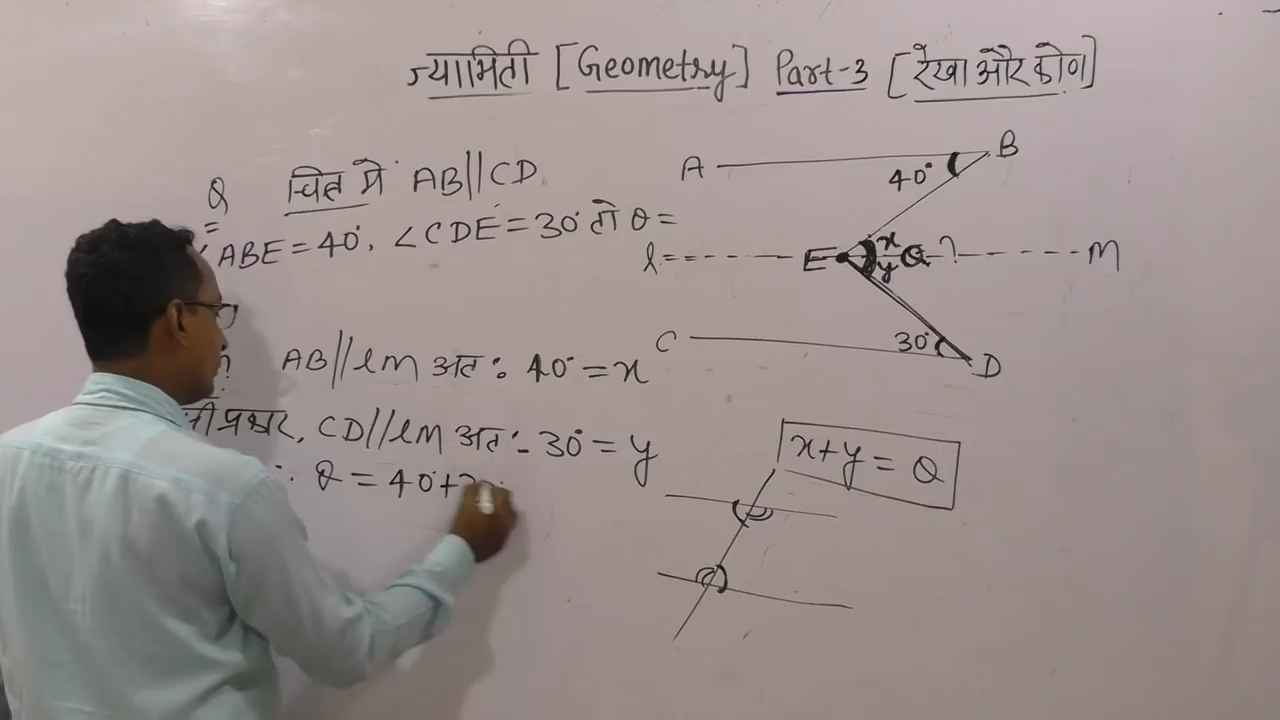 ज्यामिती [Geometry] Part-3 [रेखा और कोण]
Q चित्र में AB||CD
ABE = 40°, ∠CDE = 30° तो θ =
AB||lM अतः 40° = x
CD||lM अतः 30° = y
∴ θ = 40°+
A
B
40°
l
E
x
y
θ ?
M
C
30°
D
x+y = θ